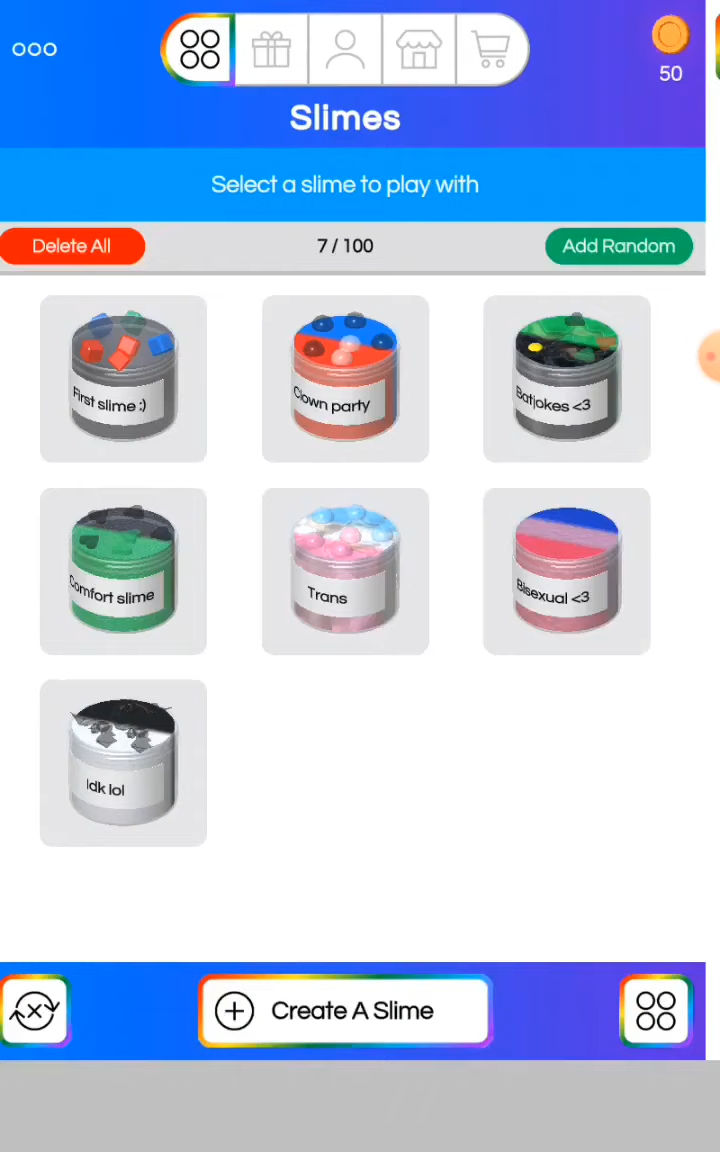 50
Slimes
Select a slime to play with
Delete All
7 / 100
Add Random
First slime :)
Clown party
Batjokes <3
Comfort slime
Trans
Bisexual <3
Idk lol
Create A Slime